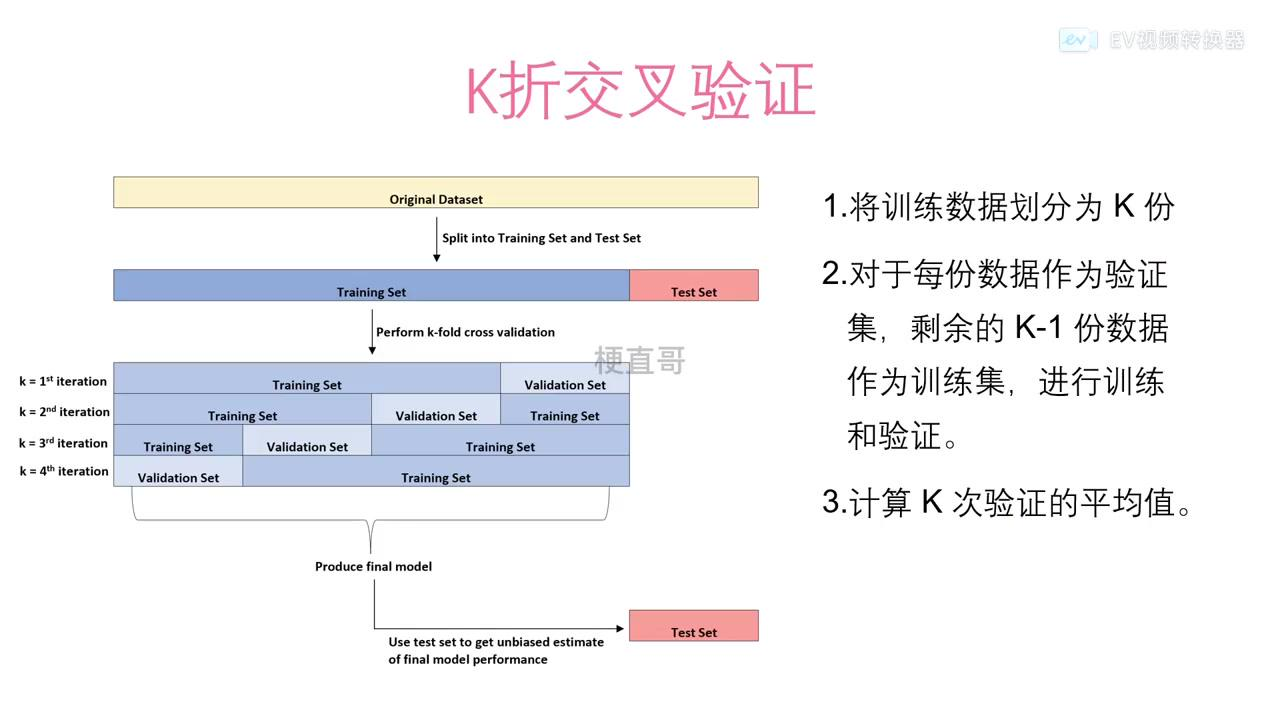 EV视频转换器
K折交叉验证
Original Dataset
Split into Training Set and Test Set
Training Set
Test Set
Perform k-fold cross validation
梗直哥
k = 1st iteration
Training Set
Validation Set
k = 2nd iteration
Training Set
Validation Set
Training Set
k = 3rd iteration
Training Set
Validation Set
Training Set
k = 4th iteration
Validation Set
Training Set
Produce final model
Use test set to get unbiased estimate
of final model performance
Test Set
1.将训练数据划分为 K 份
2.对于每份数据作为验证
集，剩余的 K-1 份数据
作为训练集，进行训练
和验证。
3.计算 K 次验证的平均值。